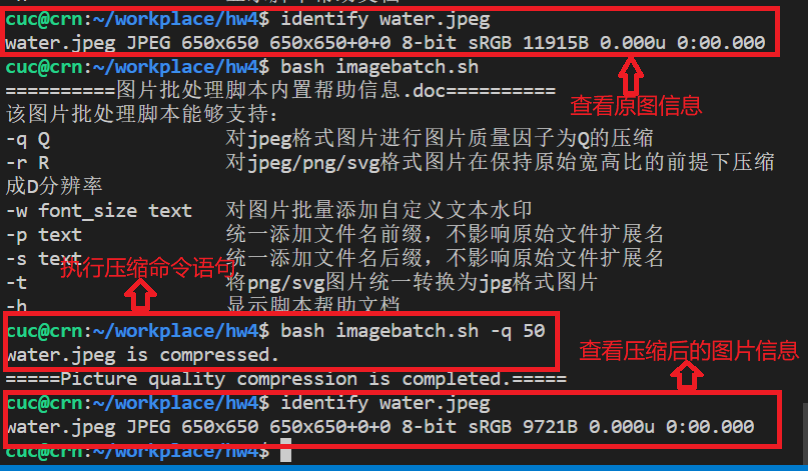 cuc@crn:~/workplace/hw4$ identify water.jpeg
water.jpeg JPEG 650x650 650x650+0+0 8-bit sRGB 11915B 0.000u 0:00.000
cuc@crn:~/workplace/hw4$ bash imagebatch.sh
==========图片批处理脚本内置帮助信息.doc==========
查看原图信息
该图片批处理脚本能够支持：
-q Q 对jpeg格式图片进行图片质量因子为Q的压缩
-r R 对jpeg/png/svg格式图片在保持原始宽高比的前提下压缩
成D分辨率
-w font_size text 对图片批量添加自定义文本水印
-p text 统一添加文件名前缀，不影响原始文件扩展名
-s text 统一添加文件名后缀，不影响原始文件扩展名
执行压缩命令语句
-t 将png/svg图片统一转换为jpg格式图片
-h 显示脚本帮助文档
cuc@crn:~/workplace/hw4$ bash imagebatch.sh -q 50
water.jpeg is compressed.
查看压缩后的图片信息
=====Picture quality compression is completed.=====
cuc@crn:~/workplace/hw4$ identify water.jpeg
water.jpeg JPEG 650x650 650x650+0+0 8-bit sRGB 9721B 0.000u 0:00.000
cuc@crn:~/workplace/hw4$